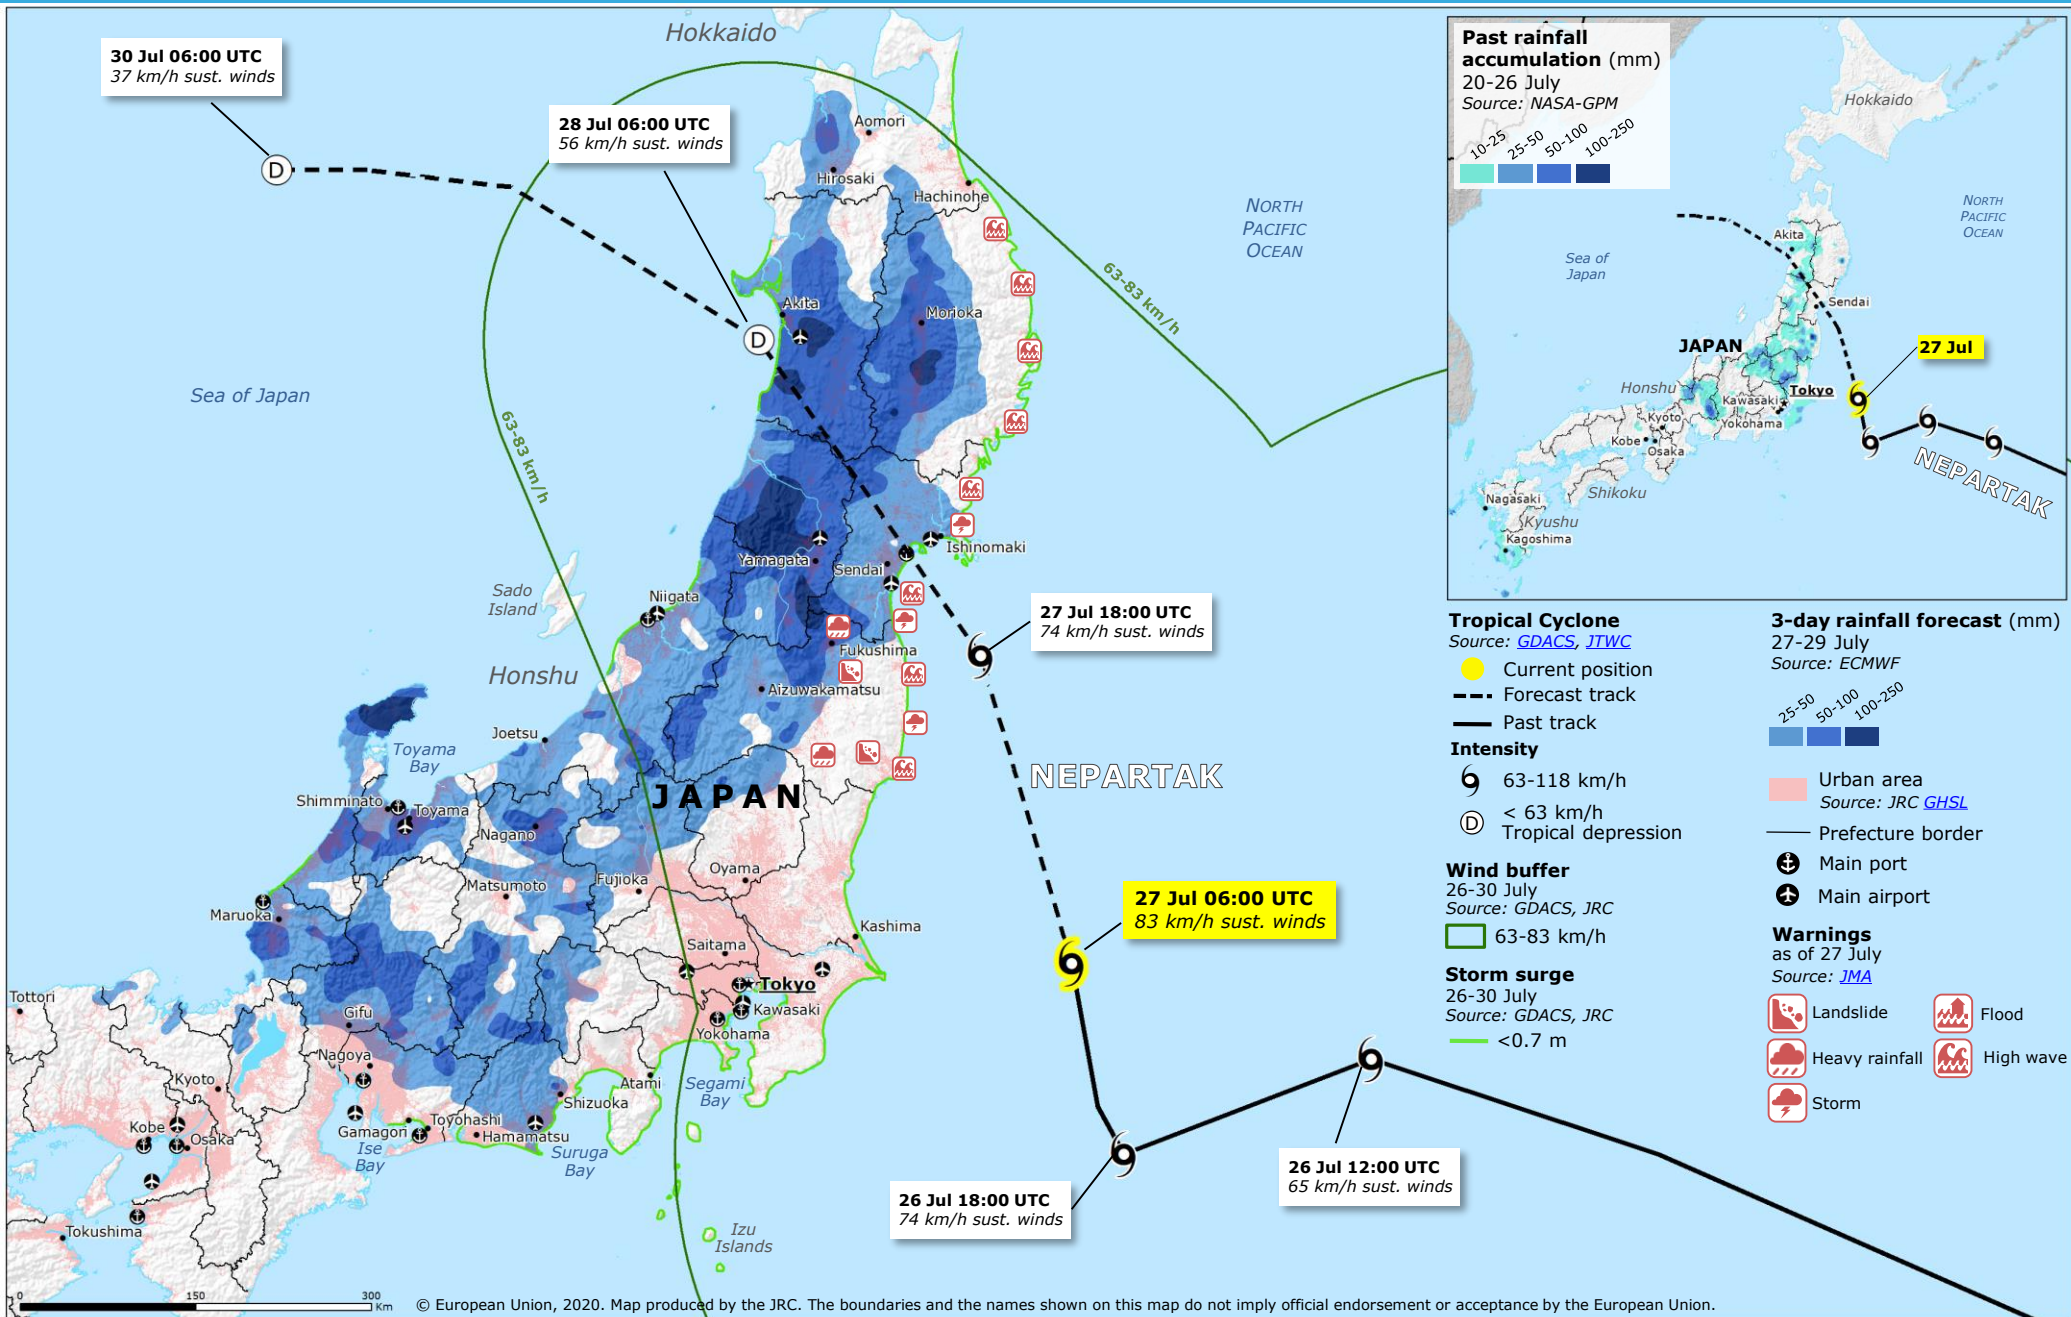 Hokkaido
30 Jul 06:00 UTC
37 km/h sust. winds
D
28 Jul 06:00 UTC
56 km/h sust. winds
D
Aomori
Hirosaki
Hachinohe
NORTH
PACIFIC
OCEAN
63-83 km/h
Akita
Morioka
Sea of Japan
63-83 km/h
Ishinomaki
Yamagata
Sendai
Sado
Island
Niigata
27 Jul 18:00 UTC
74 km/h sust. winds
Fukushima
Honshu
Aizuwakamatsu
Joetsu
Toyama
Bay
NEPARTAK
JAPAN
Shimminato
Toyama
Nagano
Oyama
Matsumoto
Fujioka
27 Jul 06:00 UTC
83 km/h sust. winds
Maruoka
Kashima
Saitama
Tokyo
Tottori
Gifu
Kawasaki
Yokohama
Nagoya
Kyoto
Atami
Segami
Bay
Shizuoka
Kobe
Osaka
Gamagori
Toyohashi
Hamamatsu
Ise
Bay
Suruga
Bay
26 Jul 12:00 UTC
65 km/h sust. winds
26 Jul 18:00 UTC
74 km/h sust. winds
Tokushima
Izu
Islands
0 150 300 Km
© European Union, 2020. Map produced by the JRC. The boundaries and the names shown on this map do not imply official endorsement or acceptance by the European Union.
Past rainfall
accumulation (mm)
20-26 July
Source: NASA-GPM
10-25 25-50 50-100 100-250
Hokkaido
NORTH
PACIFIC
OCEAN
Akita
Sea of
Japan
Sendai
JAPAN
27 Jul
Honshu
Tokyo
Kawasaki
Kyoto
Yokohama
Kobe
Osaka
NEPARTAK
Shikoku
Nagasaki
Kyushu
Kagoshima
Tropical Cyclone
Source: GDACS, JTWC
Current position
Forecast track
Past track
Intensity
63-118 km/h
D
< 63 km/h
Tropical depression
Wind buffer
26-30 July
Source: GDACS, JRC
63-83 km/h
Storm surge
26-30 July
Source: GDACS, JRC
<0.7 m
3-day rainfall forecast (mm)
27-29 July
Source: ECMWF
25-50 50-100 100-250
Urban area
Source: JRC GHSL
Prefecture border
Main port
Main airport
Warnings
as of 27 July
Source: JMA
Landslide
Flood
Heavy rainfall
High wave
Storm